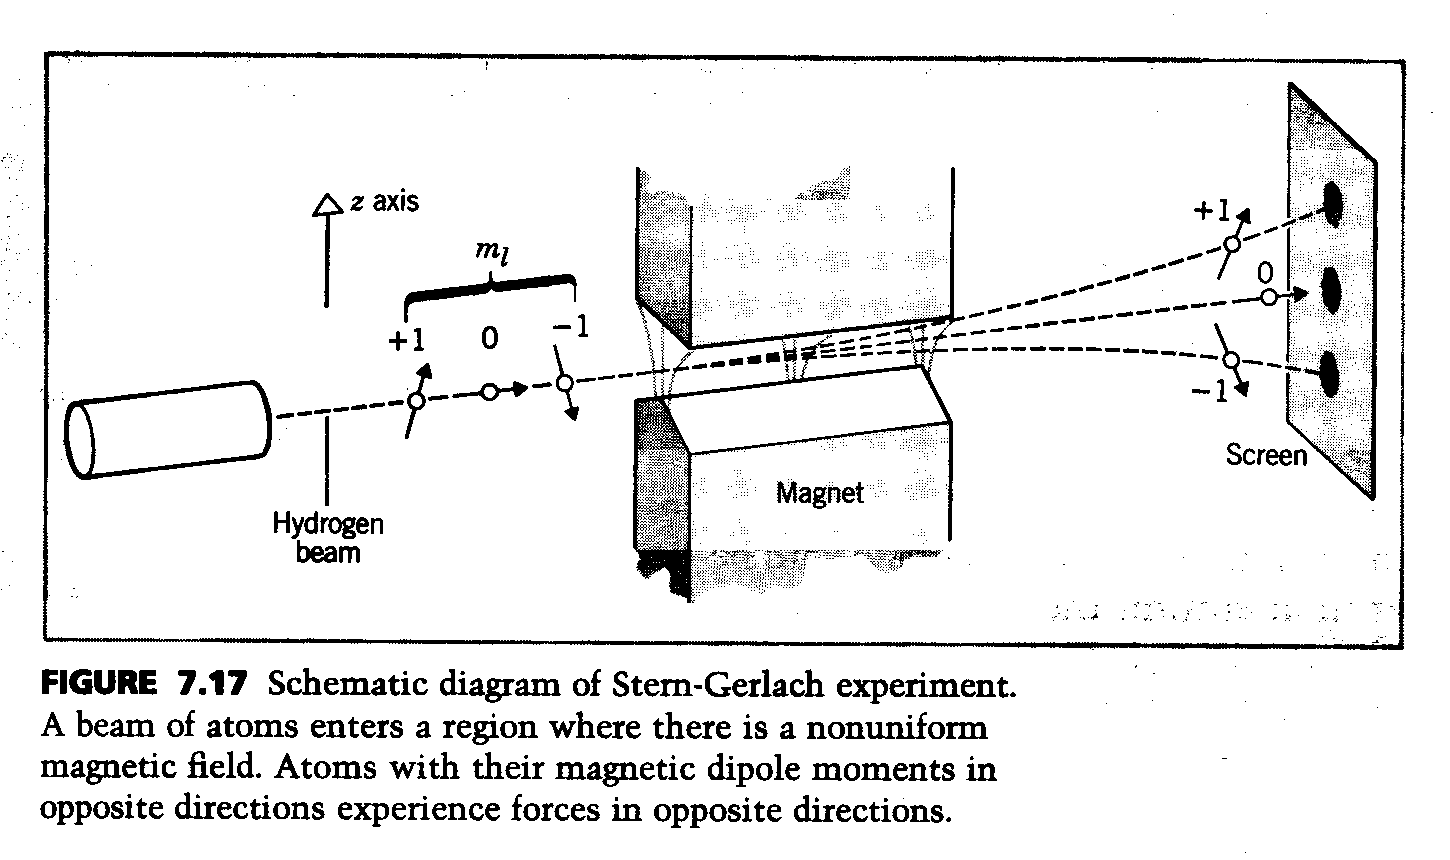 z axis
m_l
+1
0
−1
+1
0
−1
Screen
Magnet
Hydrogen
beam
FIGURE 7.17 Schematic diagram of Stern-Gerlach experiment.
A beam of atoms enters a region where there is a nonuniform
magnetic field. Atoms with their magnetic dipole moments in
opposite directions experience forces in opposite directions.